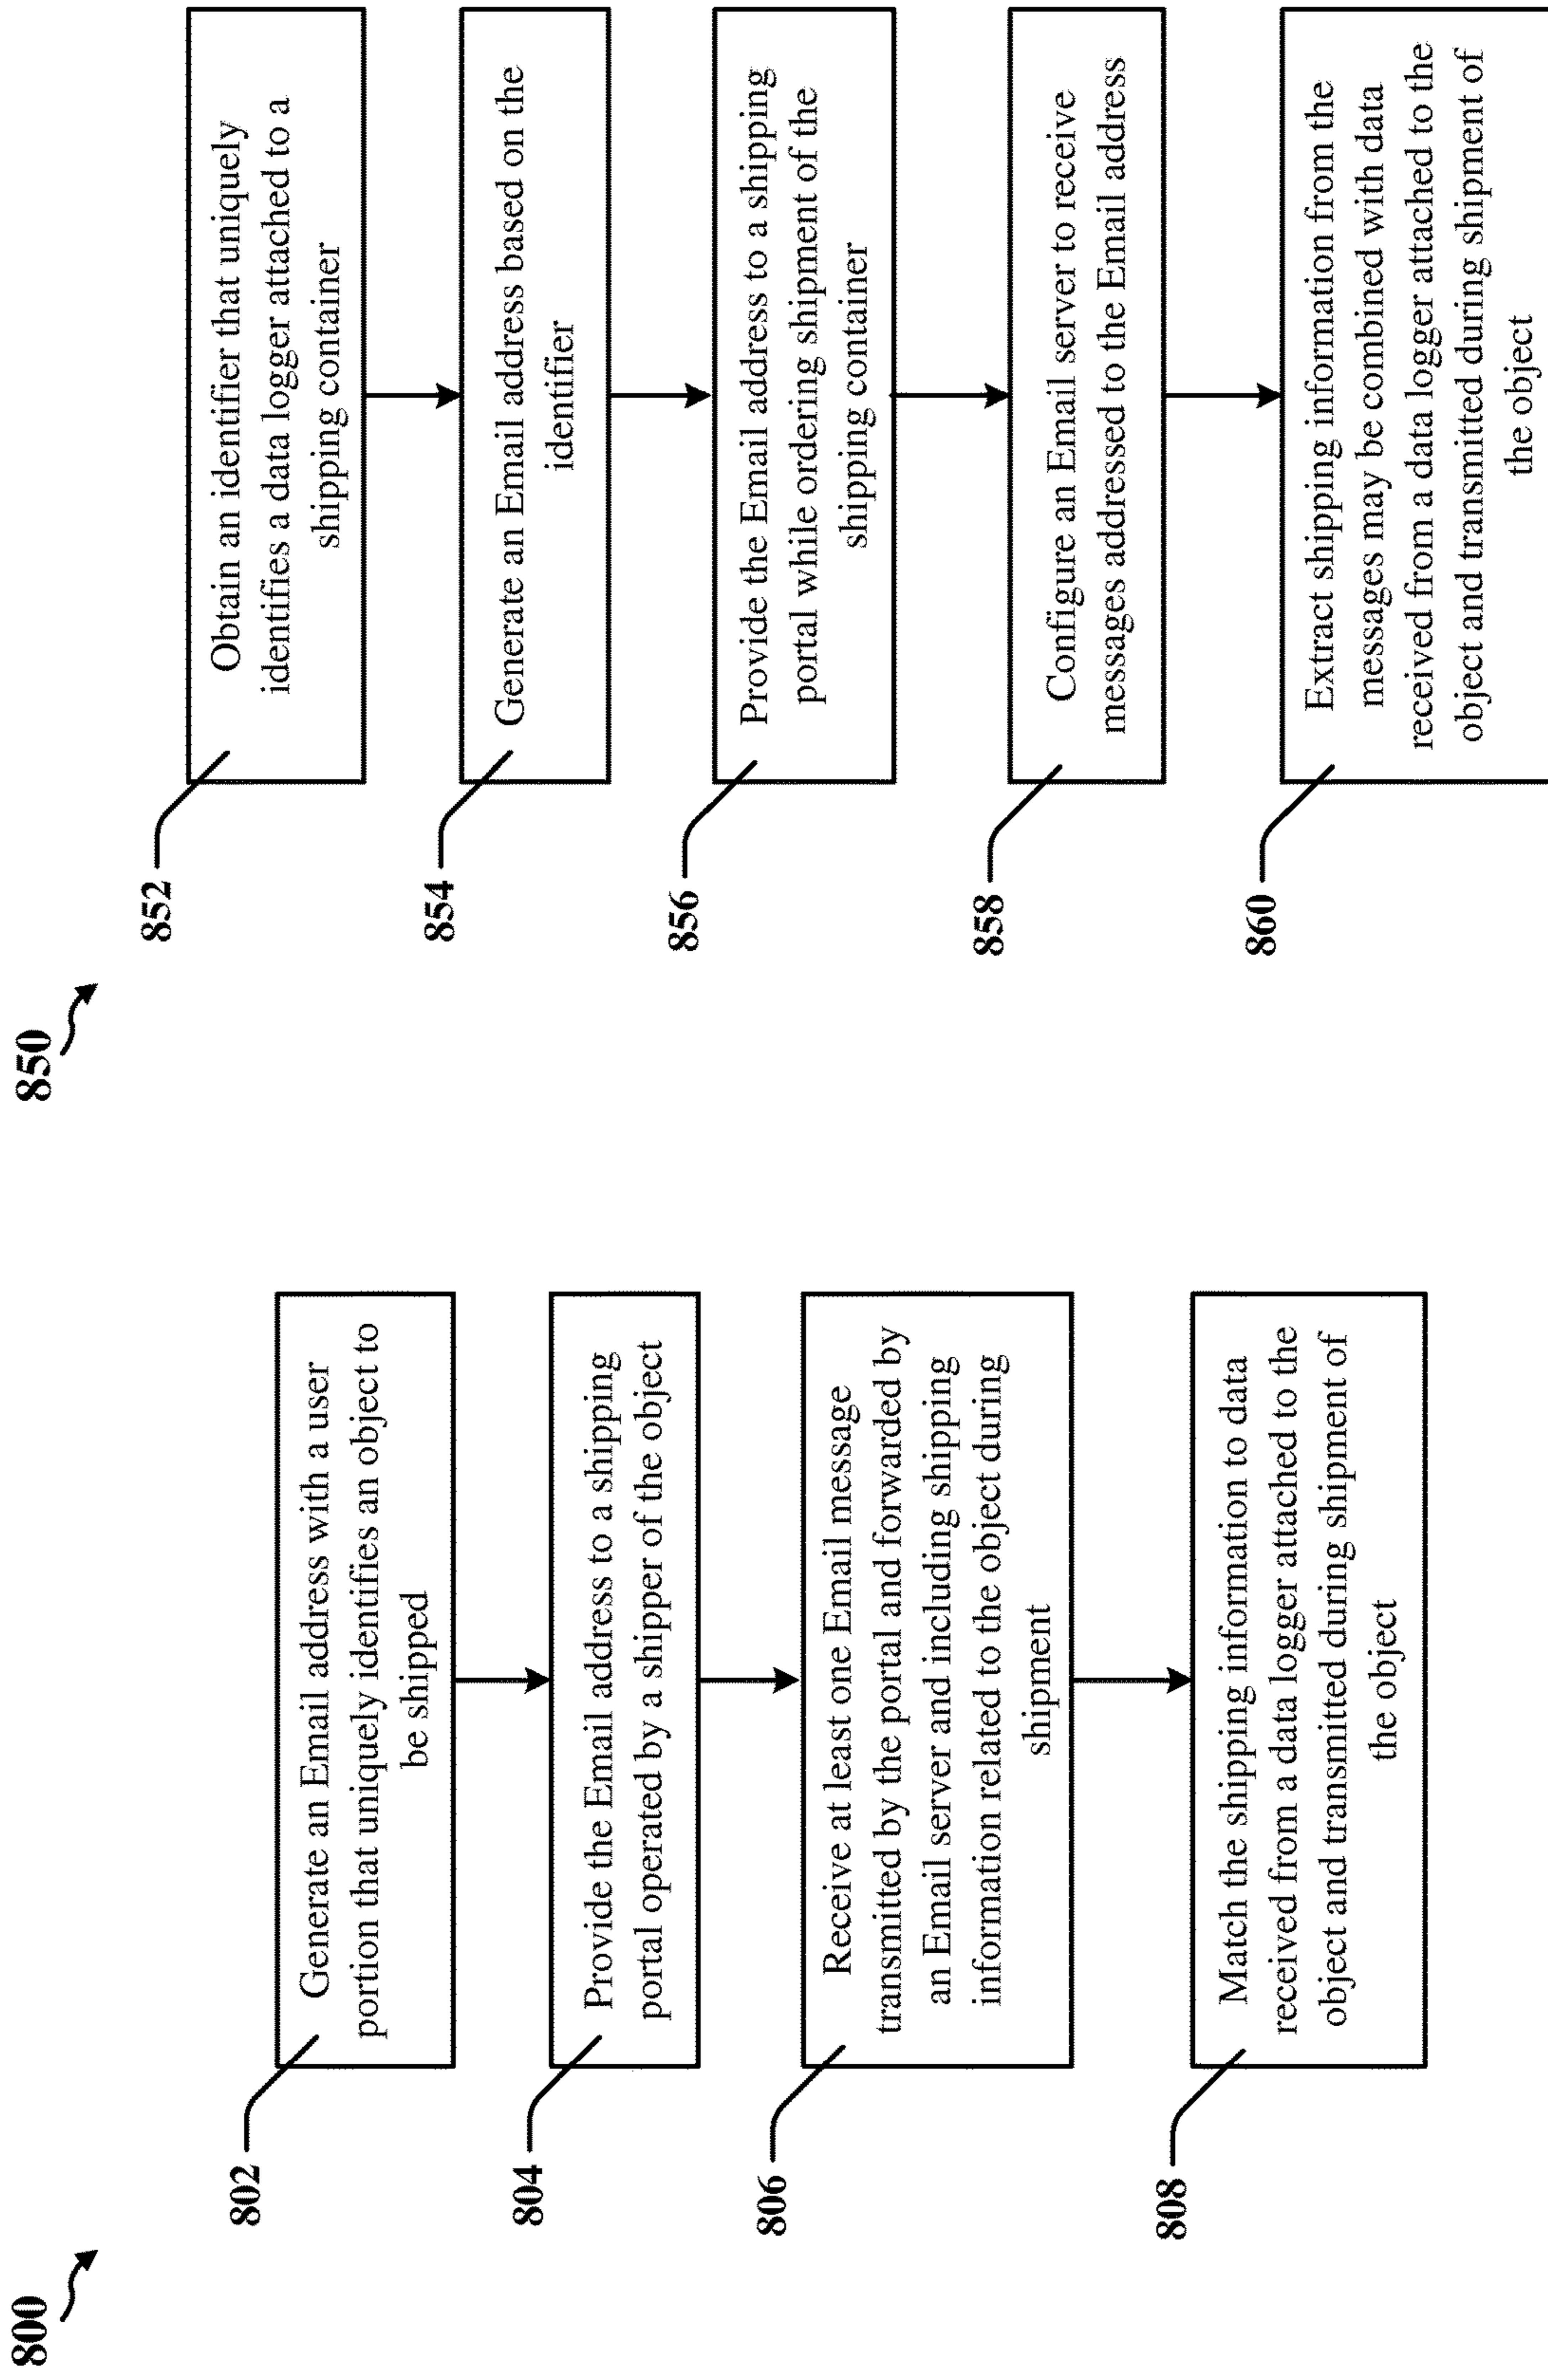 800
802
Generate an Email address with a user
portion that uniquely identifies an object to
be shipped
804
Provide the Email address to a shipping
portal operated by a shipper of the object
806
Receive at least one Email message
transmitted by the portal and forwarded by
an Email server and including shipping
information related to the object during
shipment
808
Match the shipping information to data
received from a data logger attached to the
object and transmitted during shipment of
the object
850
852
Obtain an identifier that uniquely
identifies a data logger attached to a
shipping container
854
Generate an Email address based on the
identifier
856
Provide the Email address to a shipping
portal while ordering shipment of the
shipping container
858
Configure an Email server to receive
messages addressed to the Email address
860
Extract shipping information from the
messages may be combined with data
received from a data logger attached to the
object and transmitted during shipment of
the object